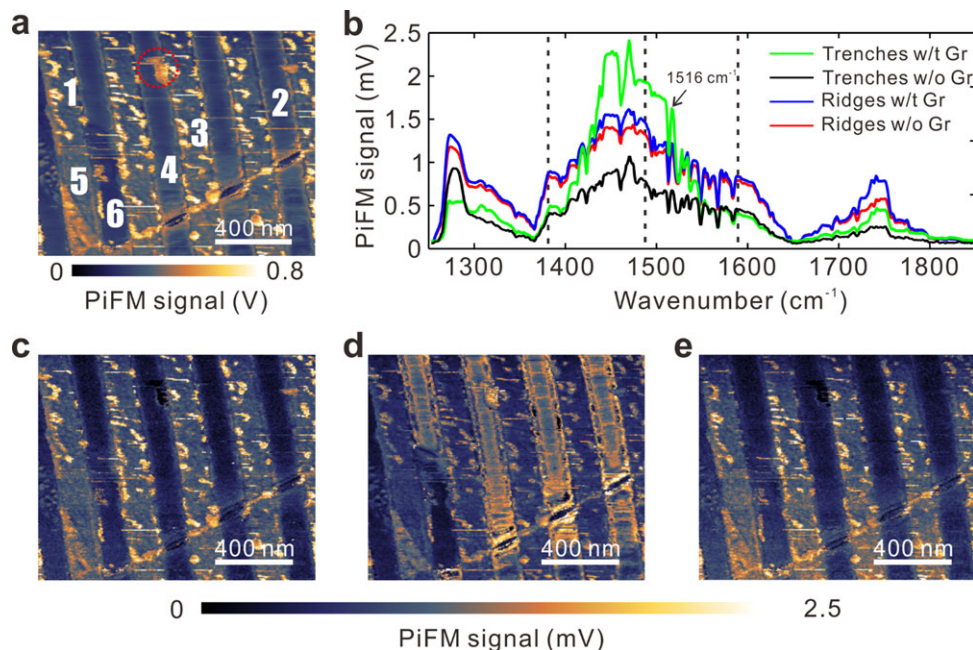 a
1
2
3
4
5
6
400 nm
0
0.8
PiFM signal (V)
b
2.5
2
1.5
1
0.5
0
PiFM signal (mV)
Trenches w/t Gr
Trenches w/o Gr
Ridges w/t Gr
Ridges w/o Gr
1516 cm⁻¹
1300 1400 1500 1600 1700 1800
Wavenumber (cm⁻¹)
c
400 nm
d
400 nm
e
400 nm
0
2.5
PiFM signal (mV)